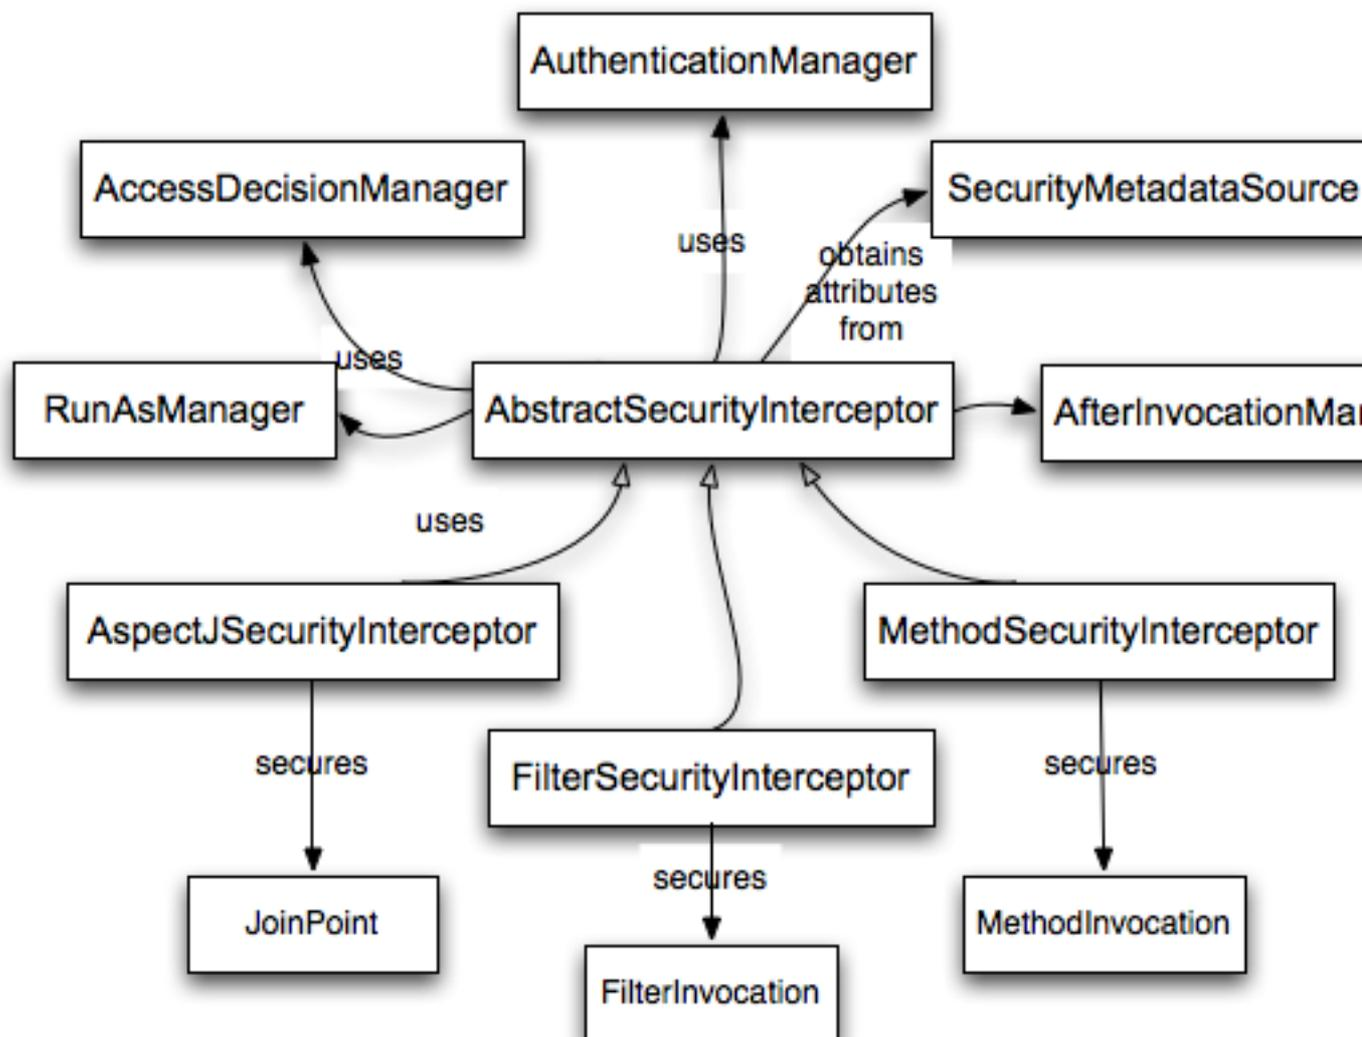 AuthenticationManager
AccessDecisionManager
SecurityMetadataSource
uses
obtains
attributes
from
uses
RunAsManager
AbstractSecurityInterceptor
AfterInvocationMan
uses
AspectJSecurityInterceptor
MethodSecurityInterceptor
secures
FilterSecurityInterceptor
secures
secures
JoinPoint
MethodInvocation
FilterInvocation